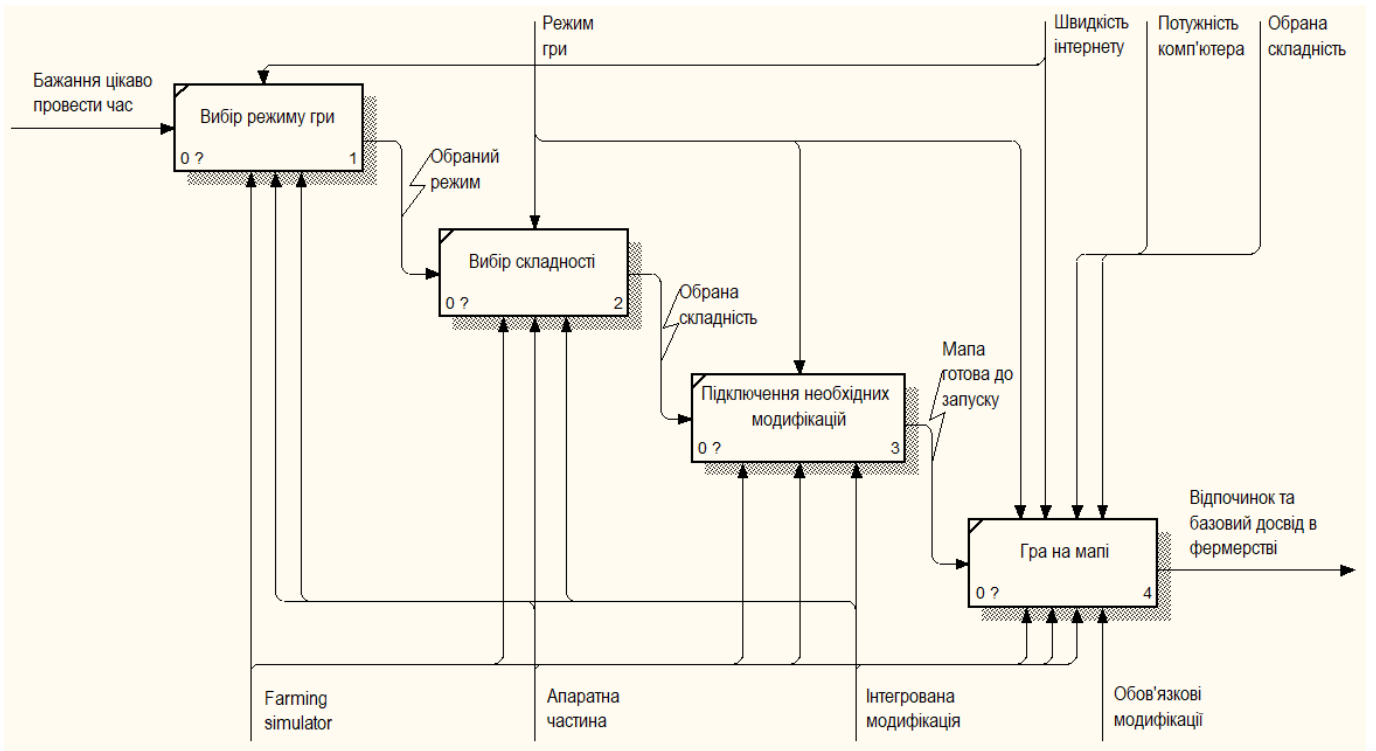 Режим
гри
Швидкість
інтернету
Потужність
комп'ютера
Обрана
складність
Бажання цікаво
провести час
Вибір режиму гри
0 ?
1
Обраний
режим
Вибір складності
0 ?
2
Обрана
складність
Підключення необхідних
модифікацій
0 ?
3
Мапа
готова до
запуску
Гра на мапі
0 ?
4
Відпочинок та
базовий досвід в
фермерстві
Farming
simulator
Апаратна
частина
Інтегрована
модифікація
Обов'язкові
модифікації